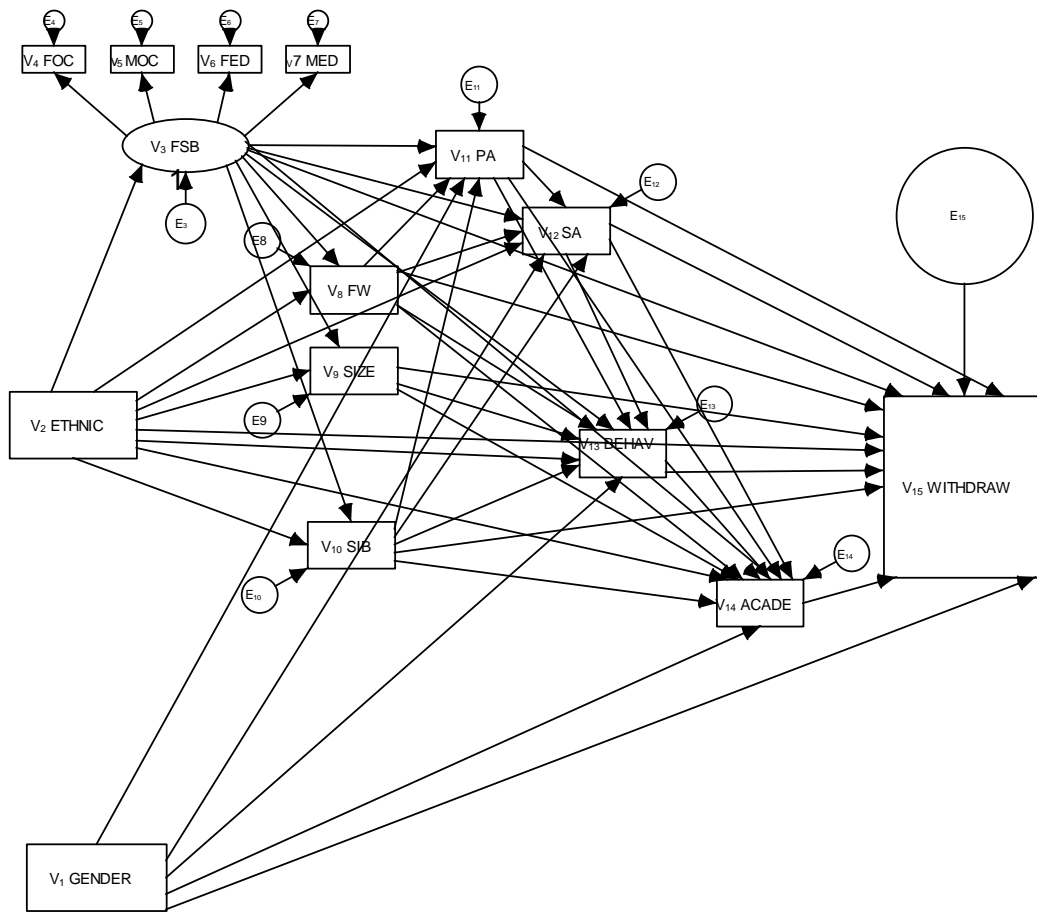 E₄ E₅ E₆ E₇
V₄ FOC V₅ MOC V₆ FED V7 MED
E₁₁
V₃ FSB
V₁₁ PA
E₁₂
1
E₃
E₁₅
V₁₂ SA
E8
V₈ FW
V₉ SIZE
E9
E₁₃
V₂ ETHNIC
V₁₃ BEHAV
V₁₅ WITHDRAW
V₁₀ SIB
E₁₄
E₁₀
V₁₄ ACADE
V₁ GENDER